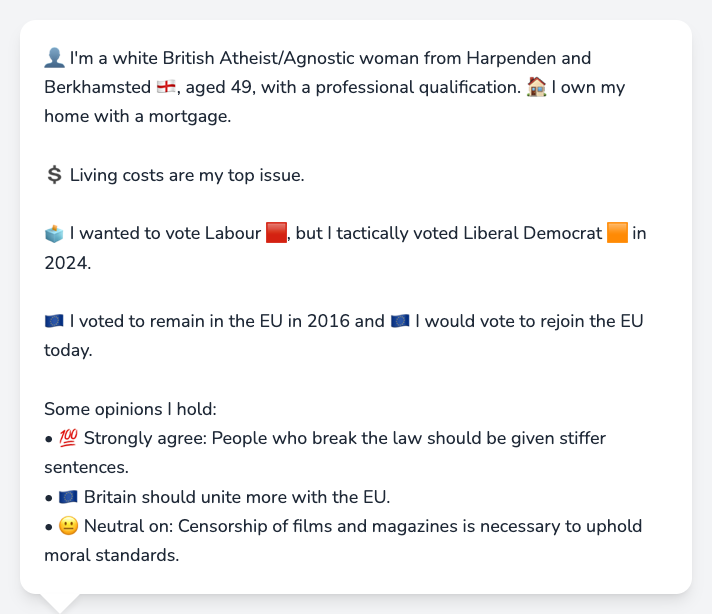 👤 I'm a white British Atheist/Agnostic woman from Harpenden and
Berkhamsted 🏴󠁧󠁢󠁥󠁮󠁧󠁿, aged 49, with a professional qualification. 🏠 I own my
home with a mortgage.
💲 Living costs are my top issue.
🗳️ I wanted to vote Labour 🟥, but I tactically voted Liberal Democrat 🟧 in
2024.
🇪🇺 I voted to remain in the EU in 2016 and 🇪🇺 I would vote to rejoin the EU
today.
Some opinions I hold:
• 💯 Strongly agree: People who break the law should be given stiffer
sentences.
• 🇪🇺 Britain should unite more with the EU.
• 😐 Neutral on: Censorship of films and magazines is necessary to uphold
moral standards.